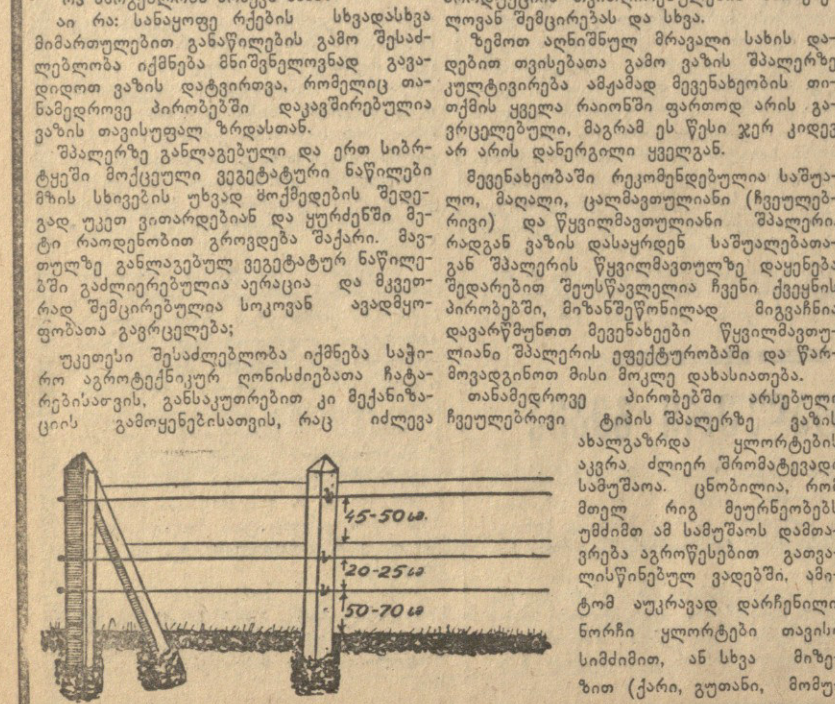 აი რა: სანაყოფე რქების სხვადასხვა
მიმართულებით განაწილების გამო შესაძ-
ლებლობა იქმნება მნიშვნელოვნად გავა-
დიდოთ ვაზის დატვირთვა, რომელიც თა-
ნამედროვე პირობებში დაკავშირებულია
ვაზის თავისუფალ ზრდასთან.
შპალერზე განლაგებული და ერთ სიბრ-
ტყეში მოქცეული ვეგეტატური ნაწილები
მზის სხივების უხვად მოქმედების შედე-
გად უკეთ ვითარდებიან და ყურძენში მე-
ტი რაოდენობით გროვდება შაქარი. მავ-
თულზე განლაგებულ ვეგეტატურ ნაწილე-
ბში გაძლიერებულია აერაცია და მკვეთ-
რად შემცირებულია სოკოვან ავადმყო-
ფობათა გავრცელება;
უკეთესი შესაძლებლობა იქმნება საჭი-
რო აგროტექნიკურ ღონისძიებათა ჩატა-
რებისათვის, განსაკუთრებით კი მექანიზა-
ციის გამოყენებისათვის, რაც იძლევა
ლოვან შემცირებას და სხვა.
ზემოთ აღნიშნულ მრავალი სახის და-
დებით თვისებათა გამო ვაზის შპალერზე
კულტივირება ამჟამად მევენახეობის თი-
თქმის ყველა რაიონში ფართოდ არის გა-
ვრცელებული, მაგრამ ეს წესი ჯერ კიდევ
არ არის დანერგილი ყველგან.
მევენახეობაში რეკომენდებულია საშუა-
ლო, მაღალი, ცალმავთულიანი (ჩვეულებ-
რივი) და წყვილმავთულიანი შპალერი.
რადგან ვაზის დასაყრდენ საშუალებათა-
გან შპალერის წყვილმავთულზე დაყენება
შედარებით შეუსწავლელია ჩვენი ქვეყნის
პირობებში, მიზანშეწონილად მიგვაჩნია
დავარწმუნოთ მევენახეები წყვილმავთუ-
ლიანი შპალერის ეფექტურობაში და წარ-
მოვადგინოთ მისი მოკლე დახასიათება.
თანამედროვე პირობებში არსებული
ჩვეულებრივი ტიპის შპალერზე ვაზის
ახალგაზრდა ყლორტების
აკვრა ძლიერ შრომატევადი
სამუშაოა. ცნობილია, რომ
მთელ რიგ მეურნეობებს
უმძიმთ ამ სამუშაოს დამთა-
ვრება აგროწესებით გათვა-
ლისწინებულ ვადებში, ამი-
ტომ აუკრავად დარჩენილი
ნორჩი ყლორტები თავისი
სიმძიმით, ან სხვა მიზე-
ზით (ქარი, გუთანი, მომუ-
45-50 სმ.
20-25 სმ
50-70 სმ